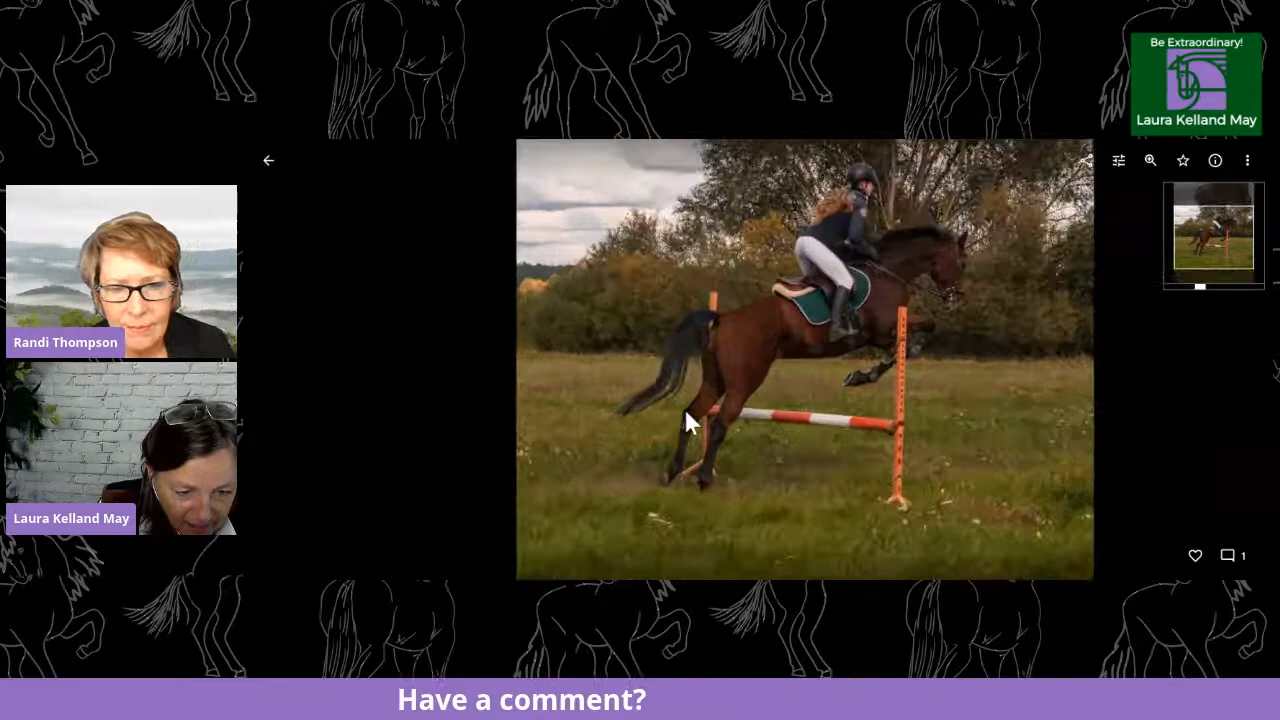 Be Extraordinary!
Laura Kelland May
Randi Thompson
Laura Kelland May
1
Have a comment?